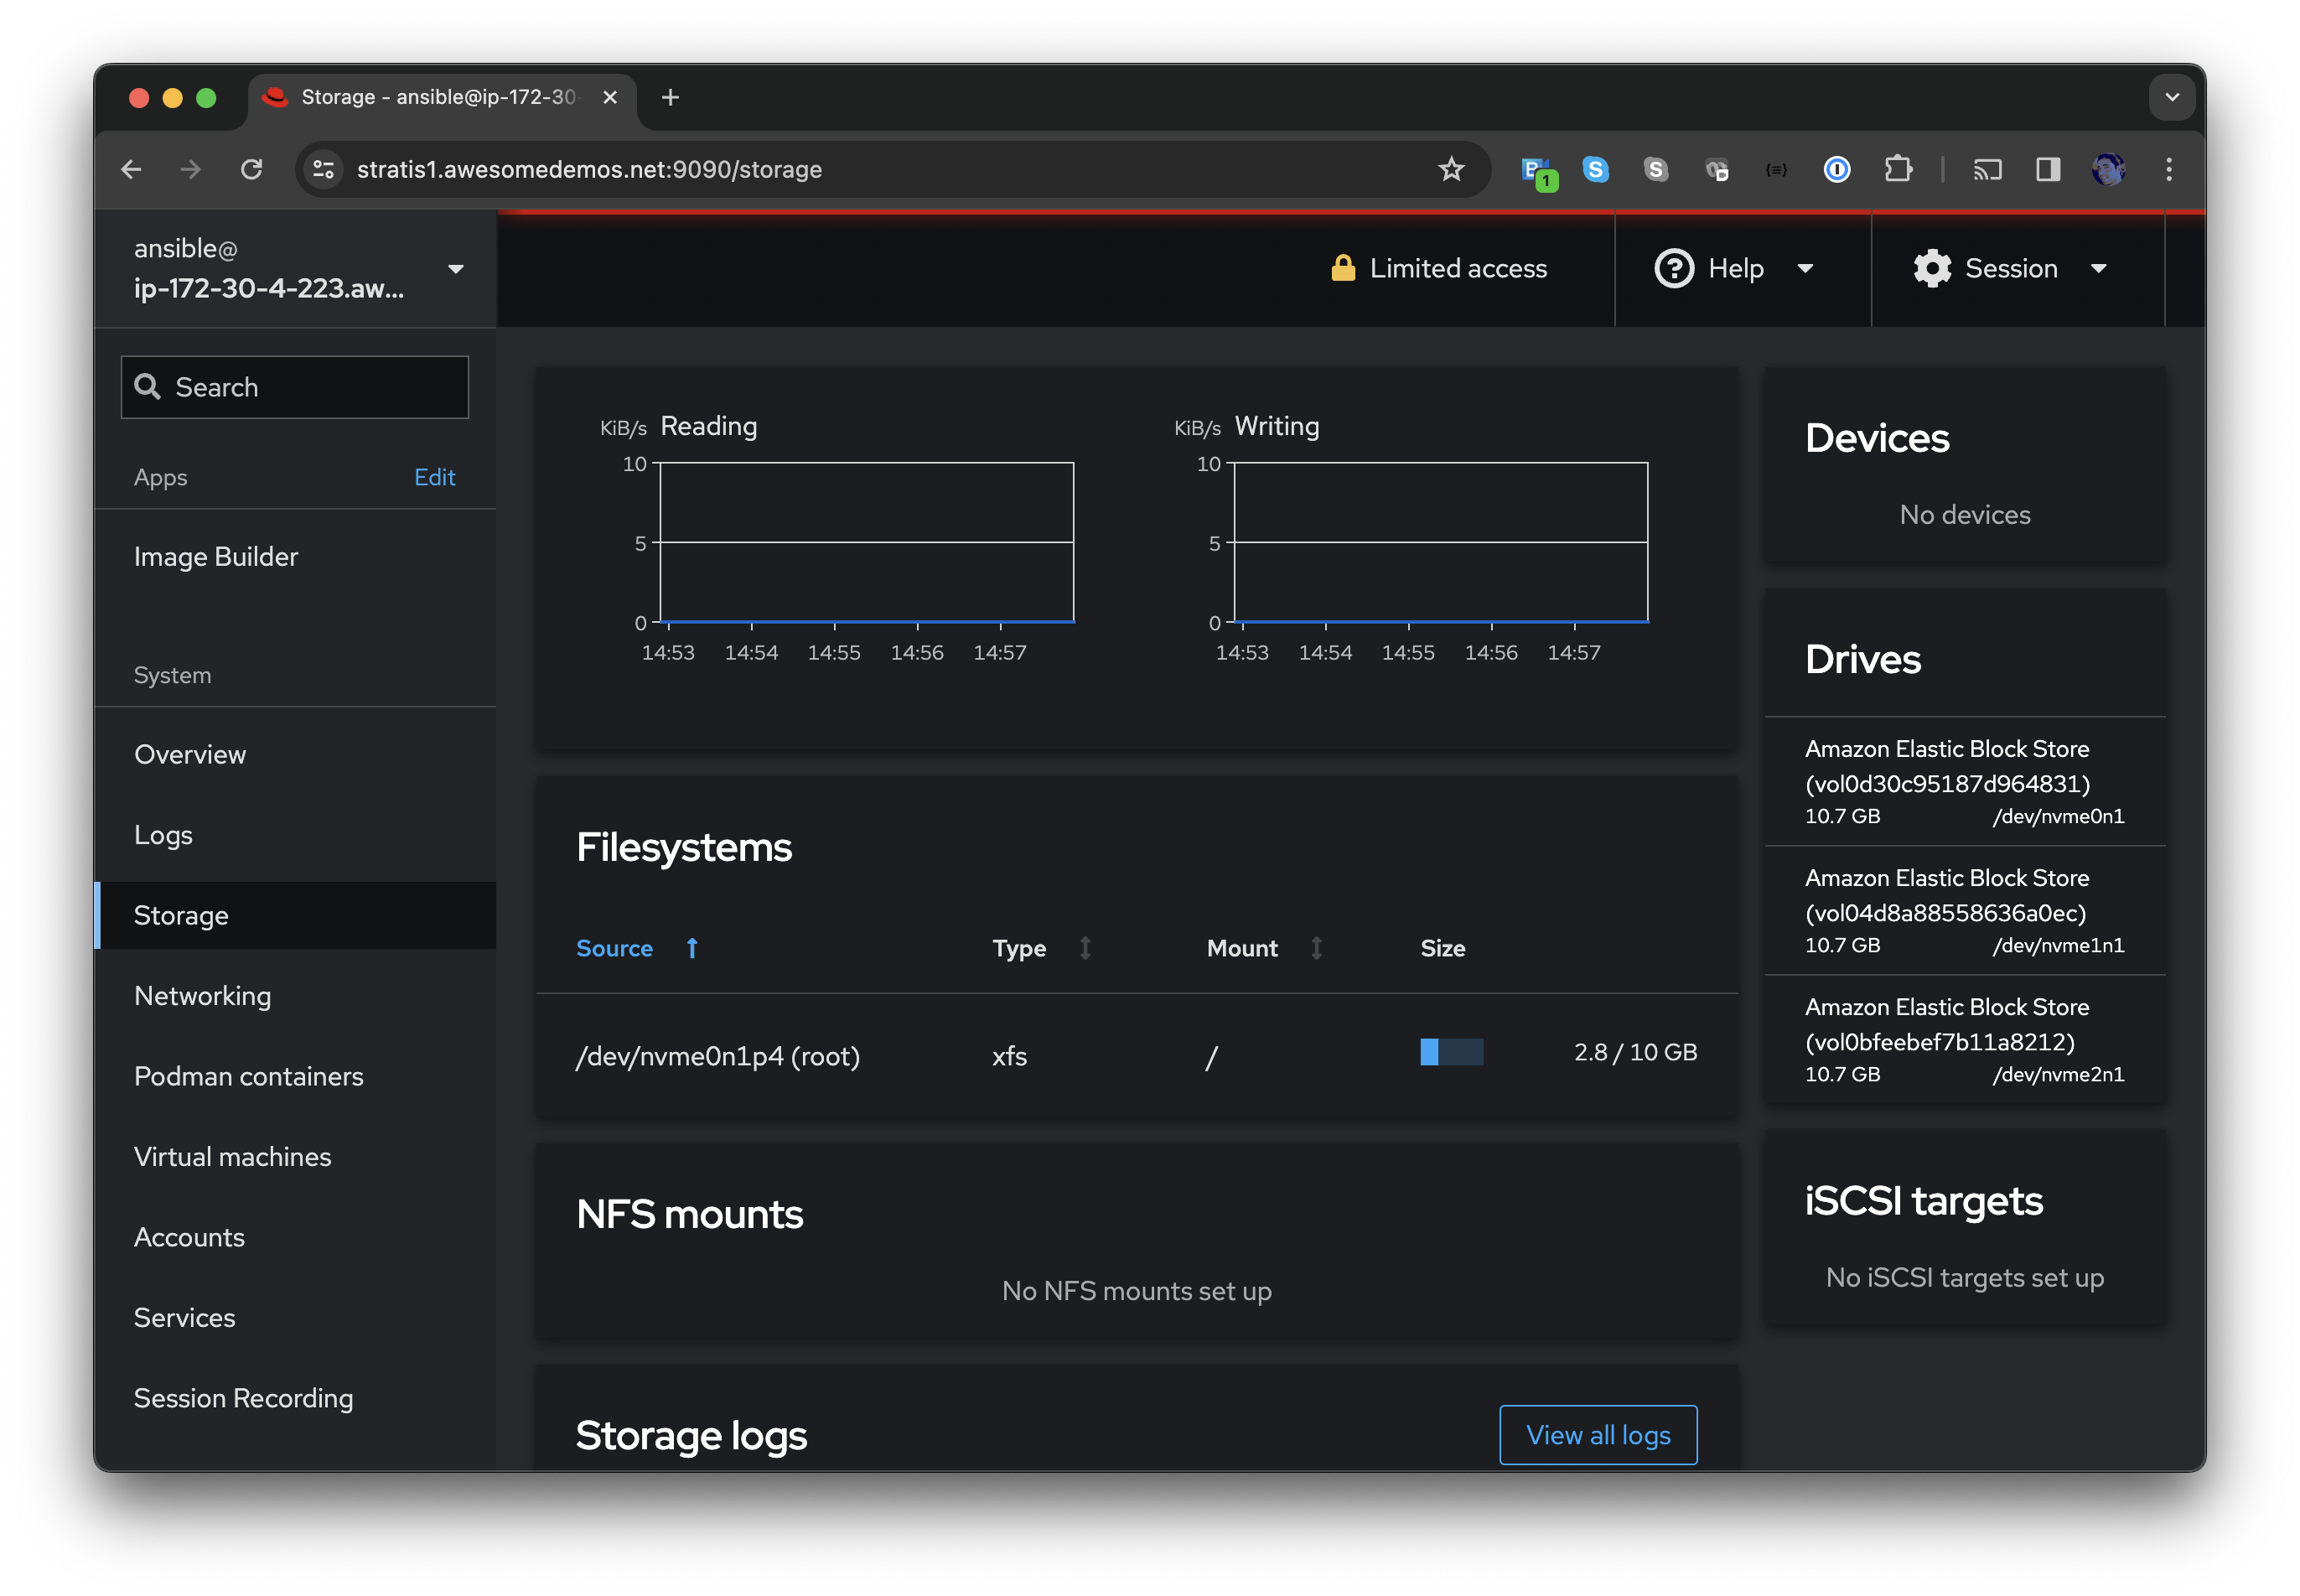 Storage - ansible@ip-172-30-
stratis1.awesomedemos.net:9090/storage
1
ansible@
ip-172-30-4-223.aw...
Limited access
Help
Session
Search
Apps
Edit
Image Builder
System
Overview
Logs
Storage
Networking
Podman containers
Virtual machines
Accounts
Services
Session Recording
KiB/s Reading
10
5
0
14:53 14:54 14:55 14:56 14:57
KiB/s Writing
10
5
0
14:53 14:54 14:55 14:56 14:57
Filesystems
Source Type Mount Size
/dev/nvme0n1p4 (root) xfs / 2.8 / 10 GB
NFS mounts
No NFS mounts set up
Storage logs
View all logs
Devices
No devices
Drives
Amazon Elastic Block Store
(vol0d30c95187d964831)
10.7 GB /dev/nvme0n1
Amazon Elastic Block Store
(vol04d8a88558636a0ec)
10.7 GB /dev/nvme1n1
Amazon Elastic Block Store
(vol0bfeebef7b11a8212)
10.7 GB /dev/nvme2n1
iSCSI targets
No iSCSI targets set up